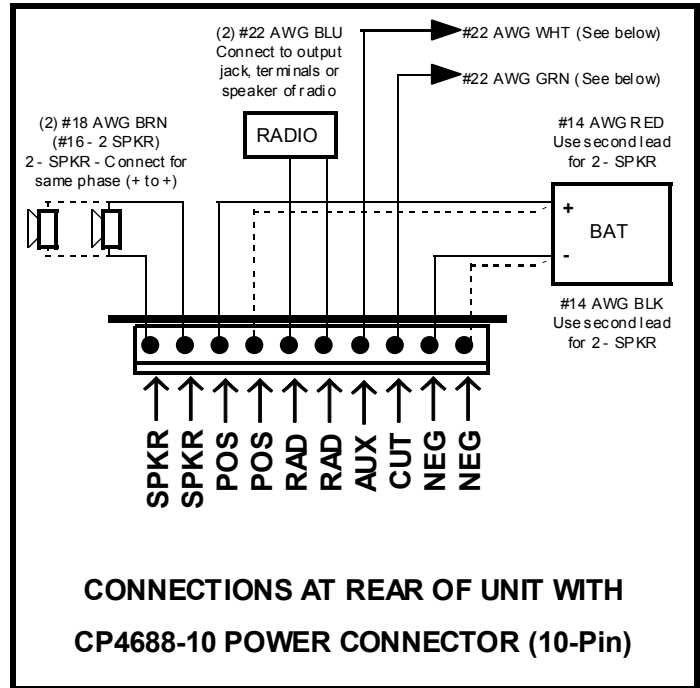 (2) #22 AWG BLU
Connect to output
jack, terminals or
speaker of radio
#22 AWG WHT (See below)
#22 AWG GRN (See below)
(2) #18 AWG BRN
(#16 - 2 SPKR)
2 - SPKR - Connect for
same phase (+ to +)
RADIO
#14 AWG RED
Use second lead
for 2 - SPKR
+
BAT
-
#14 AWG BLK
Use second lead
for 2 - SPKR
SPKR
SPKR
POS
POS
RAD
RAD
AUX
CUT
NEG
NEG
CONNECTIONS AT REAR OF UNIT WITH
CP4688-10 POWER CONNECTOR (10-Pin)